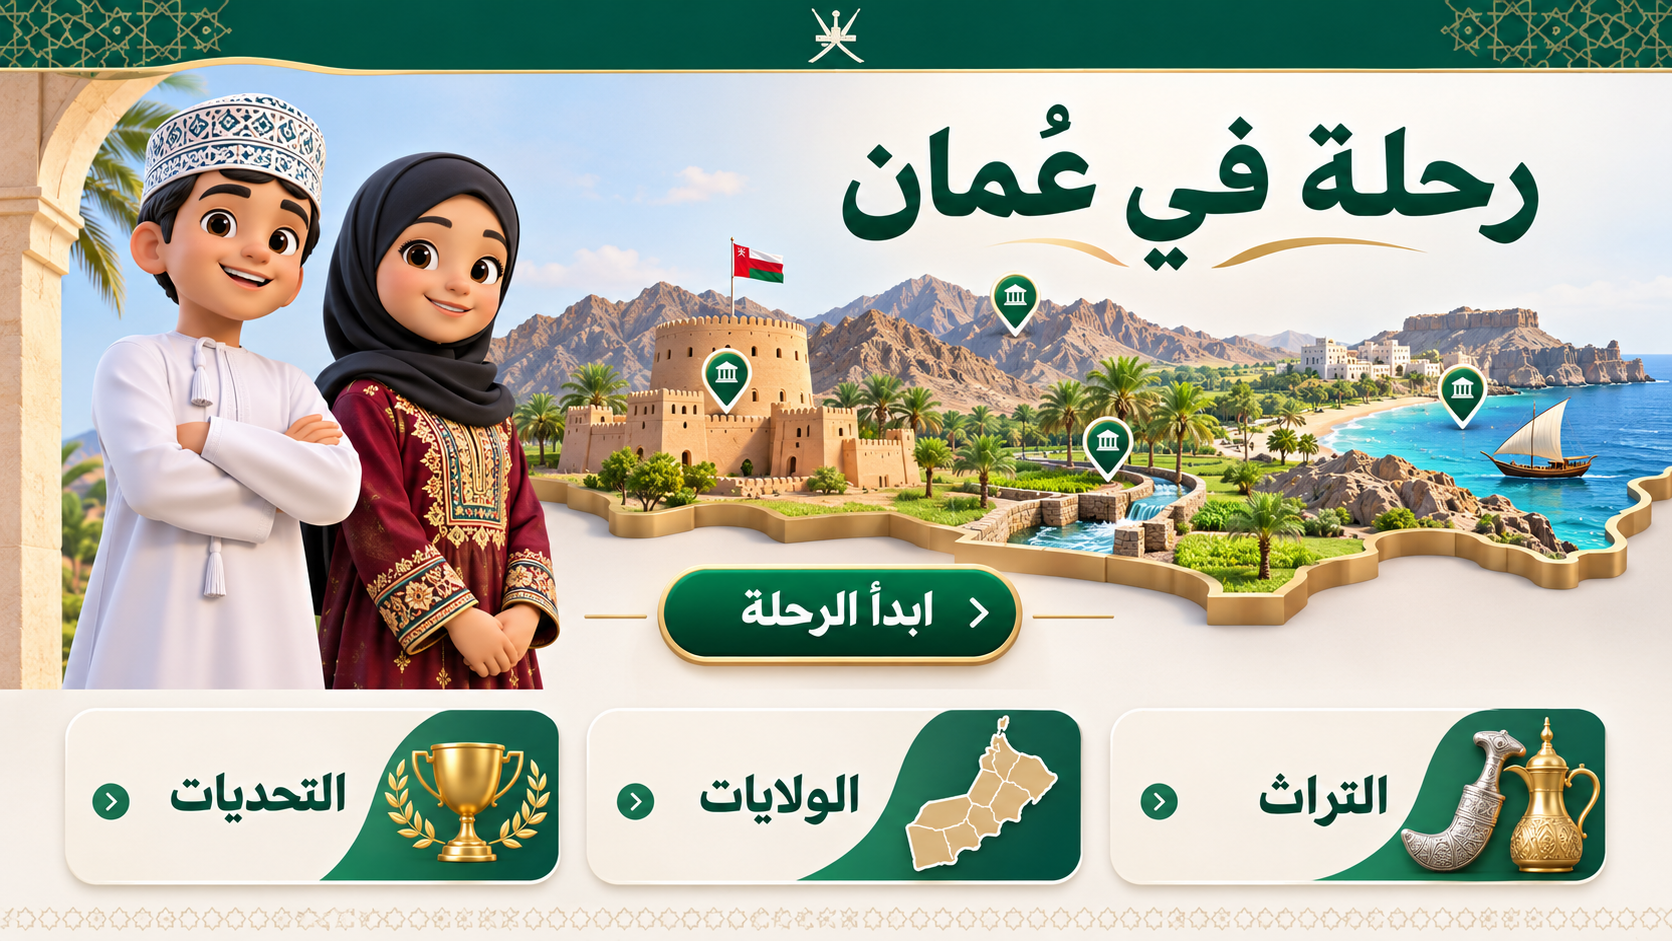 رحلة في عُمان
ابدأ الرحلة
التراث
الولايات
التحديات